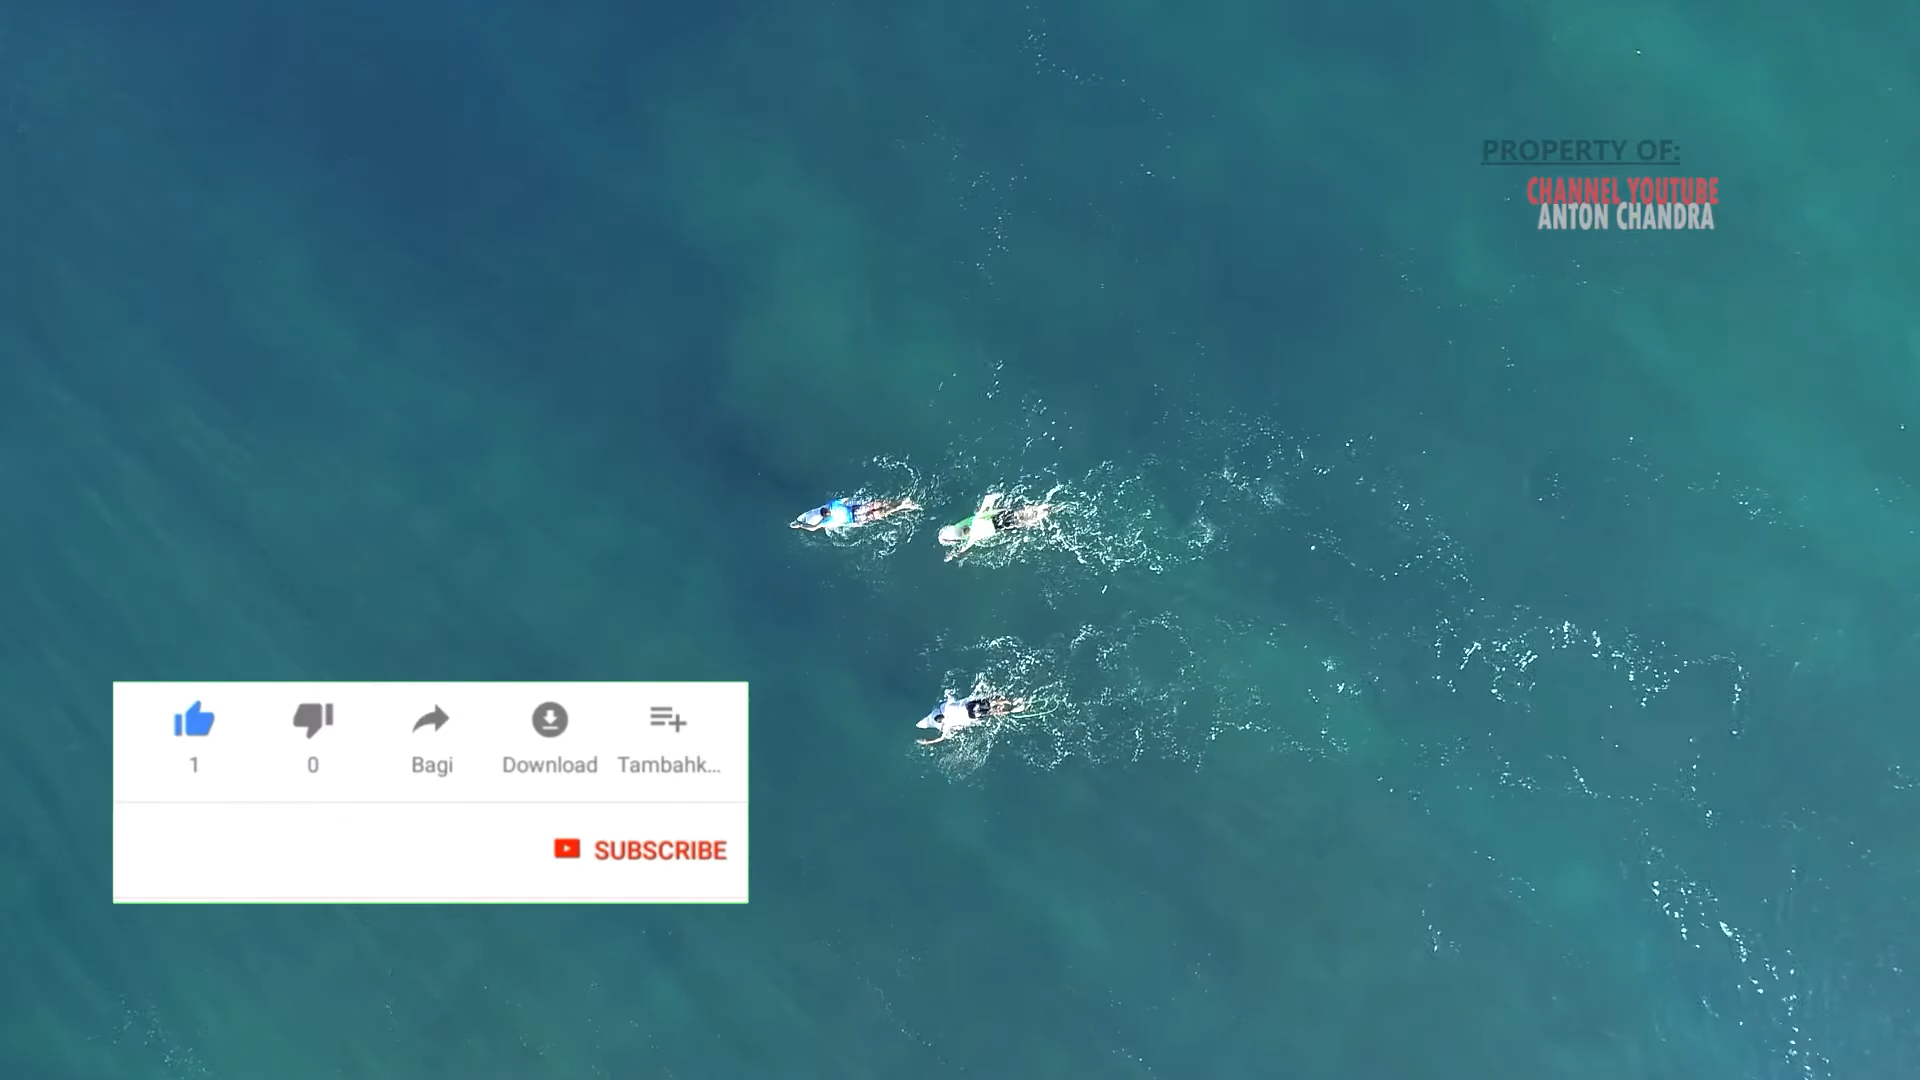 PROPERTY OF:
CHANNEL YOUTUBE
ANTON CHANDRA
1 0 Bagi Download Tambahk...
SUBSCRIBE